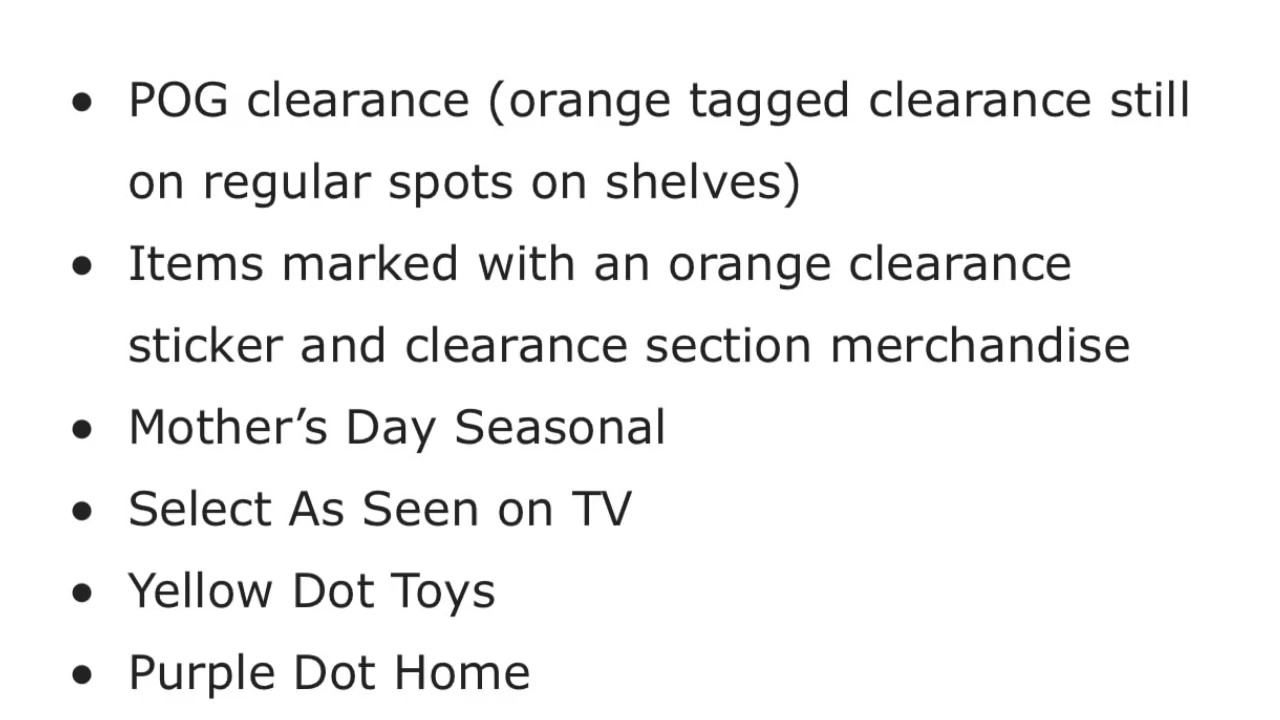 • POG clearance (orange tagged clearance still
on regular spots on shelves)
• Items marked with an orange clearance
sticker and clearance section merchandise
• Mother’s Day Seasonal
• Select As Seen on TV
• Yellow Dot Toys
• Purple Dot Home